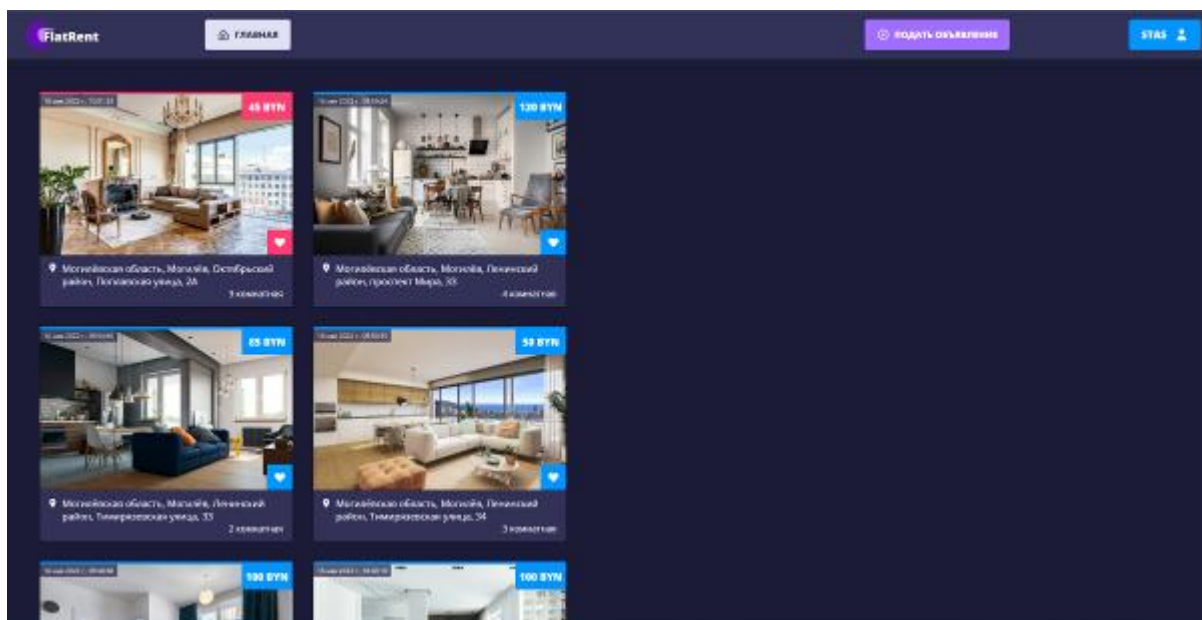 FlatRent
ГЛАВНАЯ
ПОДАТЬ ОБЪЯВЛЕНИЕ
STAS
45 BYN
120 BYN
Могилёвская область, Могилёв, Октябрьский
район, улица, 2А
3 комнатная
Могилёвская область, Могилёв, Ленинский
район, проспект Мира, 33
4 комнатная
85 BYN
50 BYN
Могилёвская область, Могилёв, Ленинский
район, Тимирязевская улица, 33
2 комнатная
Могилёвская область, Могилёв, Ленинский
район, Тимирязевская улица, 34
3 комнатная
100 BYN
100 BYN